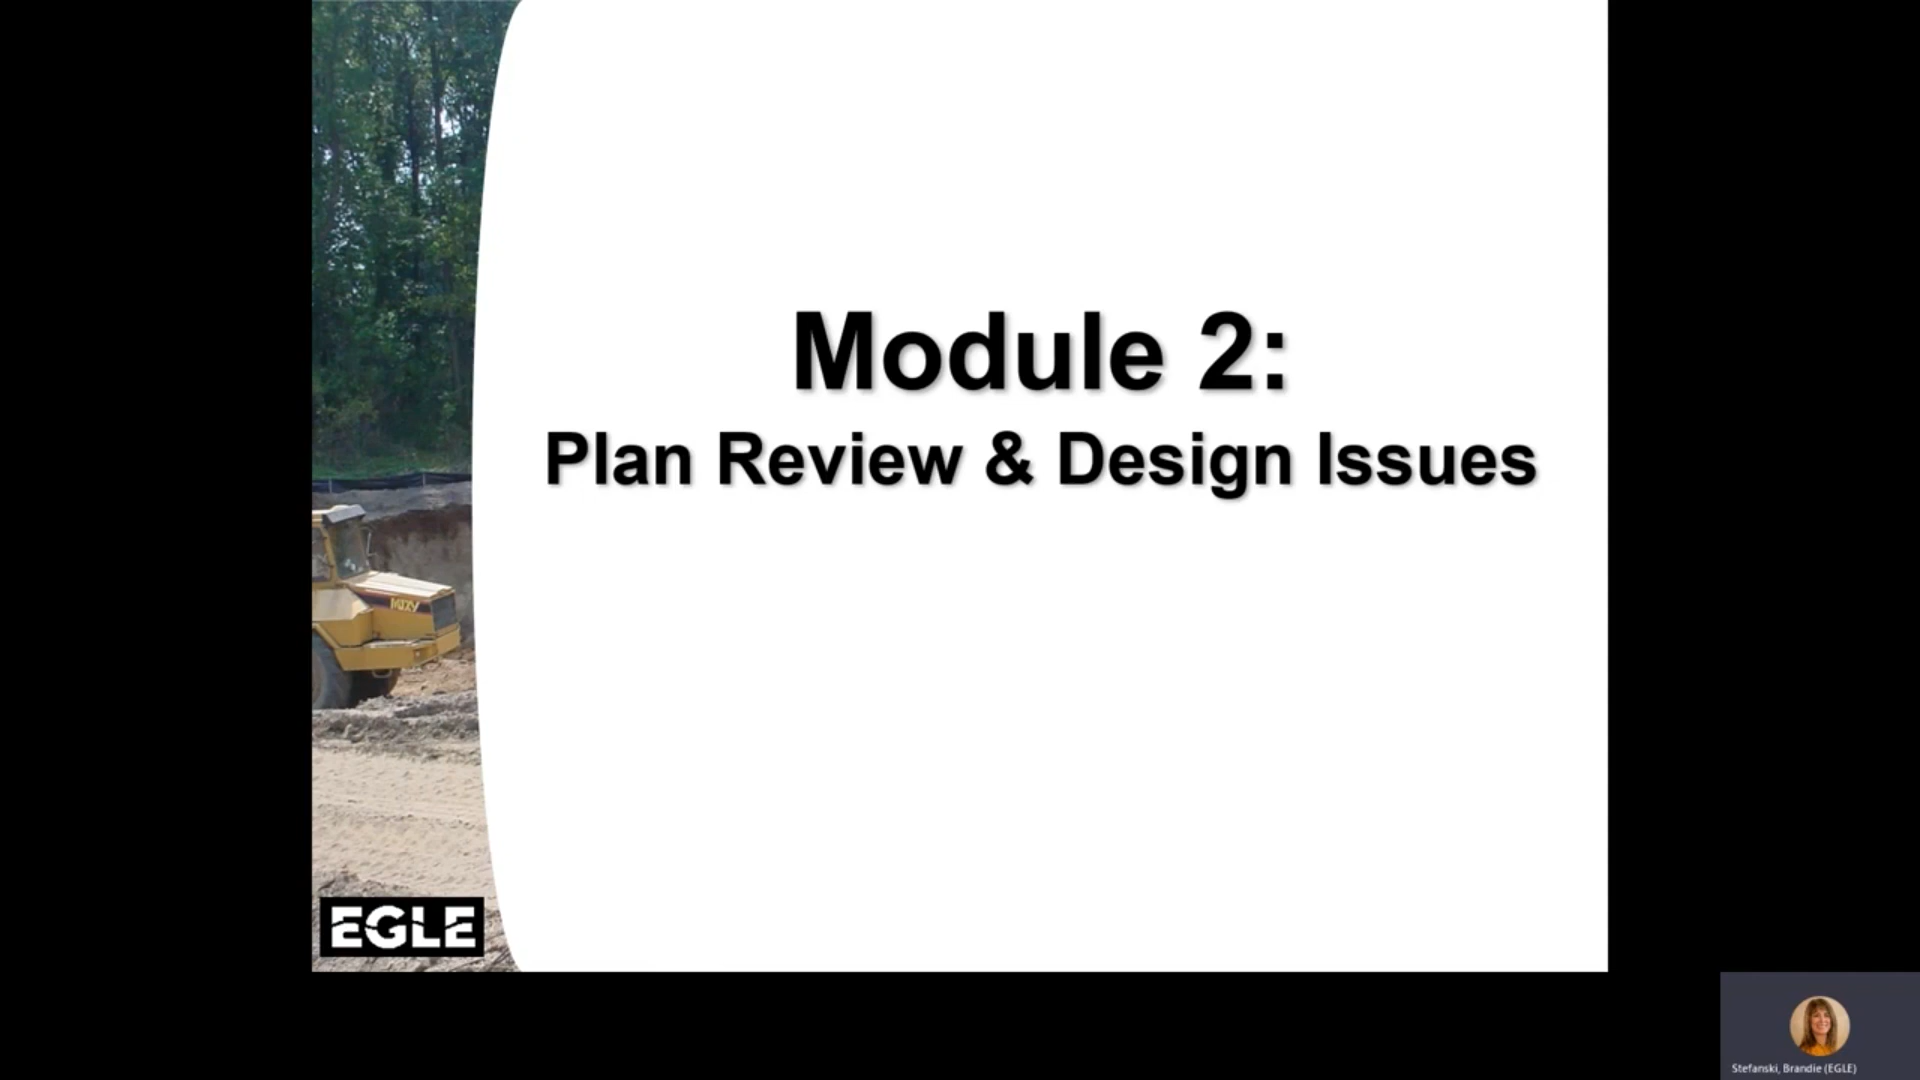 Module 2:
Plan Review & Design Issues
EGLE
Stefanski, Brandie (EGLE)